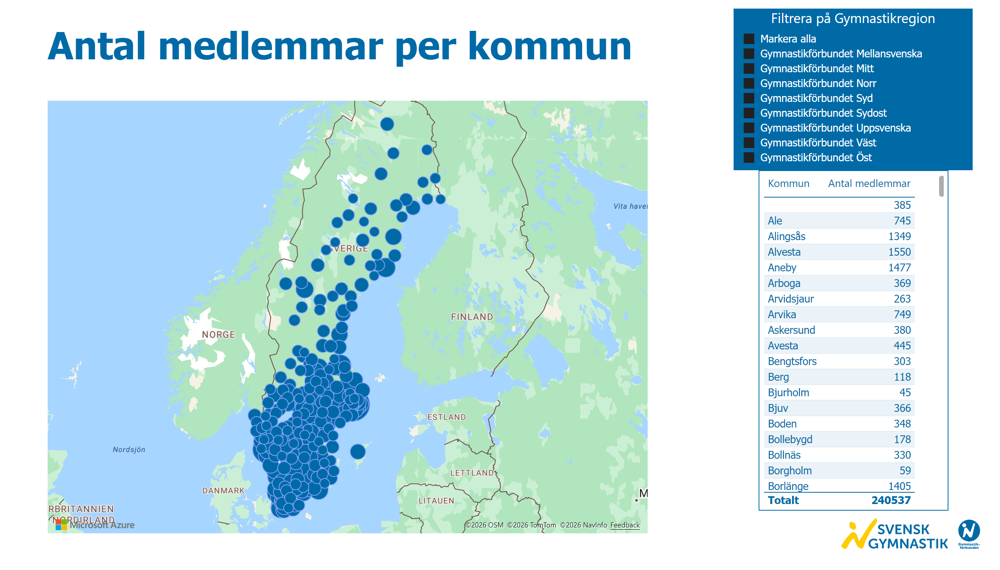 Antal medlemmar per kommun
Filtrera på Gymnastikregion
Markera alla
Gymnastikförbundet Mellansvenska
Gymnastikförbundet Mitt
Gymnastikförbundet Norr
Gymnastikförbundet Syd
Gymnastikförbundet Sydost
Gymnastikförbundet Uppsvenska
Gymnastikförbundet Väst
Gymnastikförbundet Öst
Kommun Antal medlemmar
385
Ale 745
Alingsås 1349
Alvesta 1550
Aneby 1477
Arboga 369
Arvidsjaur 263
Arvika 749
Askersund 380
Avesta 445
Bengtsfors 303
Berg 118
Bjurholm 45
Bjuv 366
Boden 348
Bollebygd 178
Bollnäs 330
Borgholm 59
Borlänge 1405
Totalt 240537
Vita havet
SVERIGE
FINLAND
NORGE
ESTLAND
Nordsjön
LETTLAND
DANMARK
LITAUEN
M
RBRITANNIEN
NORDIRLAND
Microsoft Azure
©2026 OSM ©2026 TomTom ©2026 NavInfo Feedback
SVENSK
GYMNASTIK
Gymnastik-
förbundet